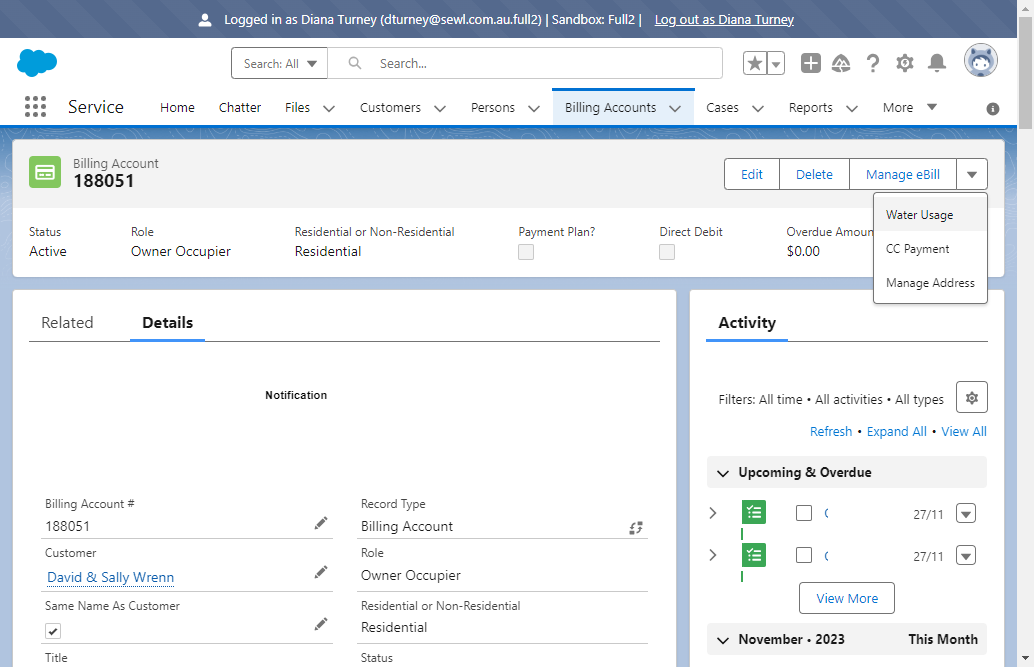 Logged in as Diana Turney (dturney@sewl.com.au.full2) | Sandbox: Full2 | Log out as Diana Turney
Search: All
Search...
Service
Home
Chatter
Files
Customers
Persons
Billing Accounts
Cases
Reports
More
Billing Account
188051
Edit
Delete
Manage eBill
Water Usage
CC Payment
Manage Address
Status
Active
Role
Owner Occupier
Residential or Non-Residential
Residential
Payment Plan?
Direct Debit
Overdue Amoun
$0.00
Related
Details
Notification
Billing Account #
188051
Record Type
Billing Account
Customer
David & Sally Wrenn
Role
Owner Occupier
Same Name As Customer
Residential or Non-Residential
Residential
Title
Status
Activity
Filters: All time • All activities • All types
Refresh • Expand All • View All
Upcoming & Overdue
27/11
27/11
View More
November • 2023
This Month